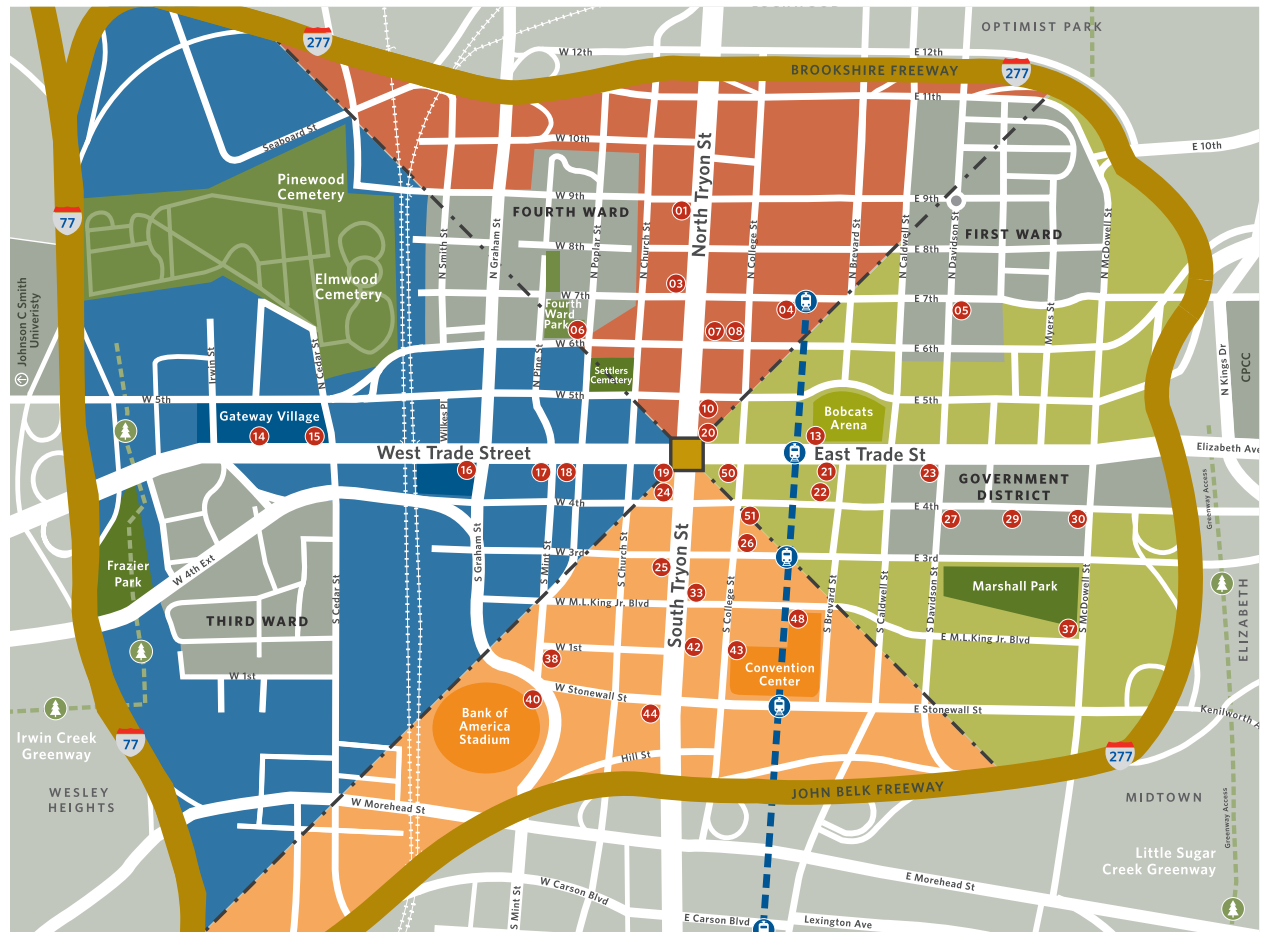 OPTIMIST PARK
277
W 12th
E 12th
BROOKSHIRE FREEWAY
277
E 11th
Seaboard St
W 10th
North Tryon St
E 10th
Pinewood
Cemetery
W 9th
E 9th
FOURTH WARD
01
FIRST WARD
77
N Smith St
N Graham St
N Poplar St
N Church St
N College St
N Brevard St
N Caldwell St
N Davidson St
N McDowell St
W 8th
E 8th
Elmwood
Cemetery
03
W 7th
E 7th
Johnson C Smith
Univeristy
Fourth
Ward
Park
04
05
06
07
08
Myers St
W 6th
E 6th
Irwin St
N Cedar St
N Pine St
Settlers
Cemetery
N Kings Dr
CPCC
W 5th
W 5th
E 5th
Gateway Village
Wilkes Pl
10
Bobcats
Arena
14
15
20
13
West Trade Street
East Trade St
Elizabeth Ave
16
17
18
19
50
21
23
GOVERNMENT
DISTRICT
24
22
W 4th
E 4th
Greenway Access
51
27
29
30
26
S Graham St
S Mint St
W 3rd
S Church St
South Tryon St
E 3rd
Frazier
Park
W 4th Ext
25
Marshall Park
S Cedar St
33
W M.L.King Jr. Blvd
S College St
S Brevard St
S Caldwell St
S Davidson St
S McDowell St
ELIZABETH
THIRD WARD
48
37
E M.L.King Jr. Blvd
42
43
W 1st
38
Convention
Center
W 1st
W Stonewall St
40
44
E Stonewall St
Kenilworth A
Bank of
America
Stadium
77
Irwin Creek
Greenway
Hill St
277
WESLEY
HEIGHTS
JOHN BELK FREEWAY
MIDTOWN
W Morehead St
Greenway Access
Little Sugar
Creek Greenway
E Morehead St
W Carson Blvd
S Mint St
E Carson Blvd
Lexington Ave